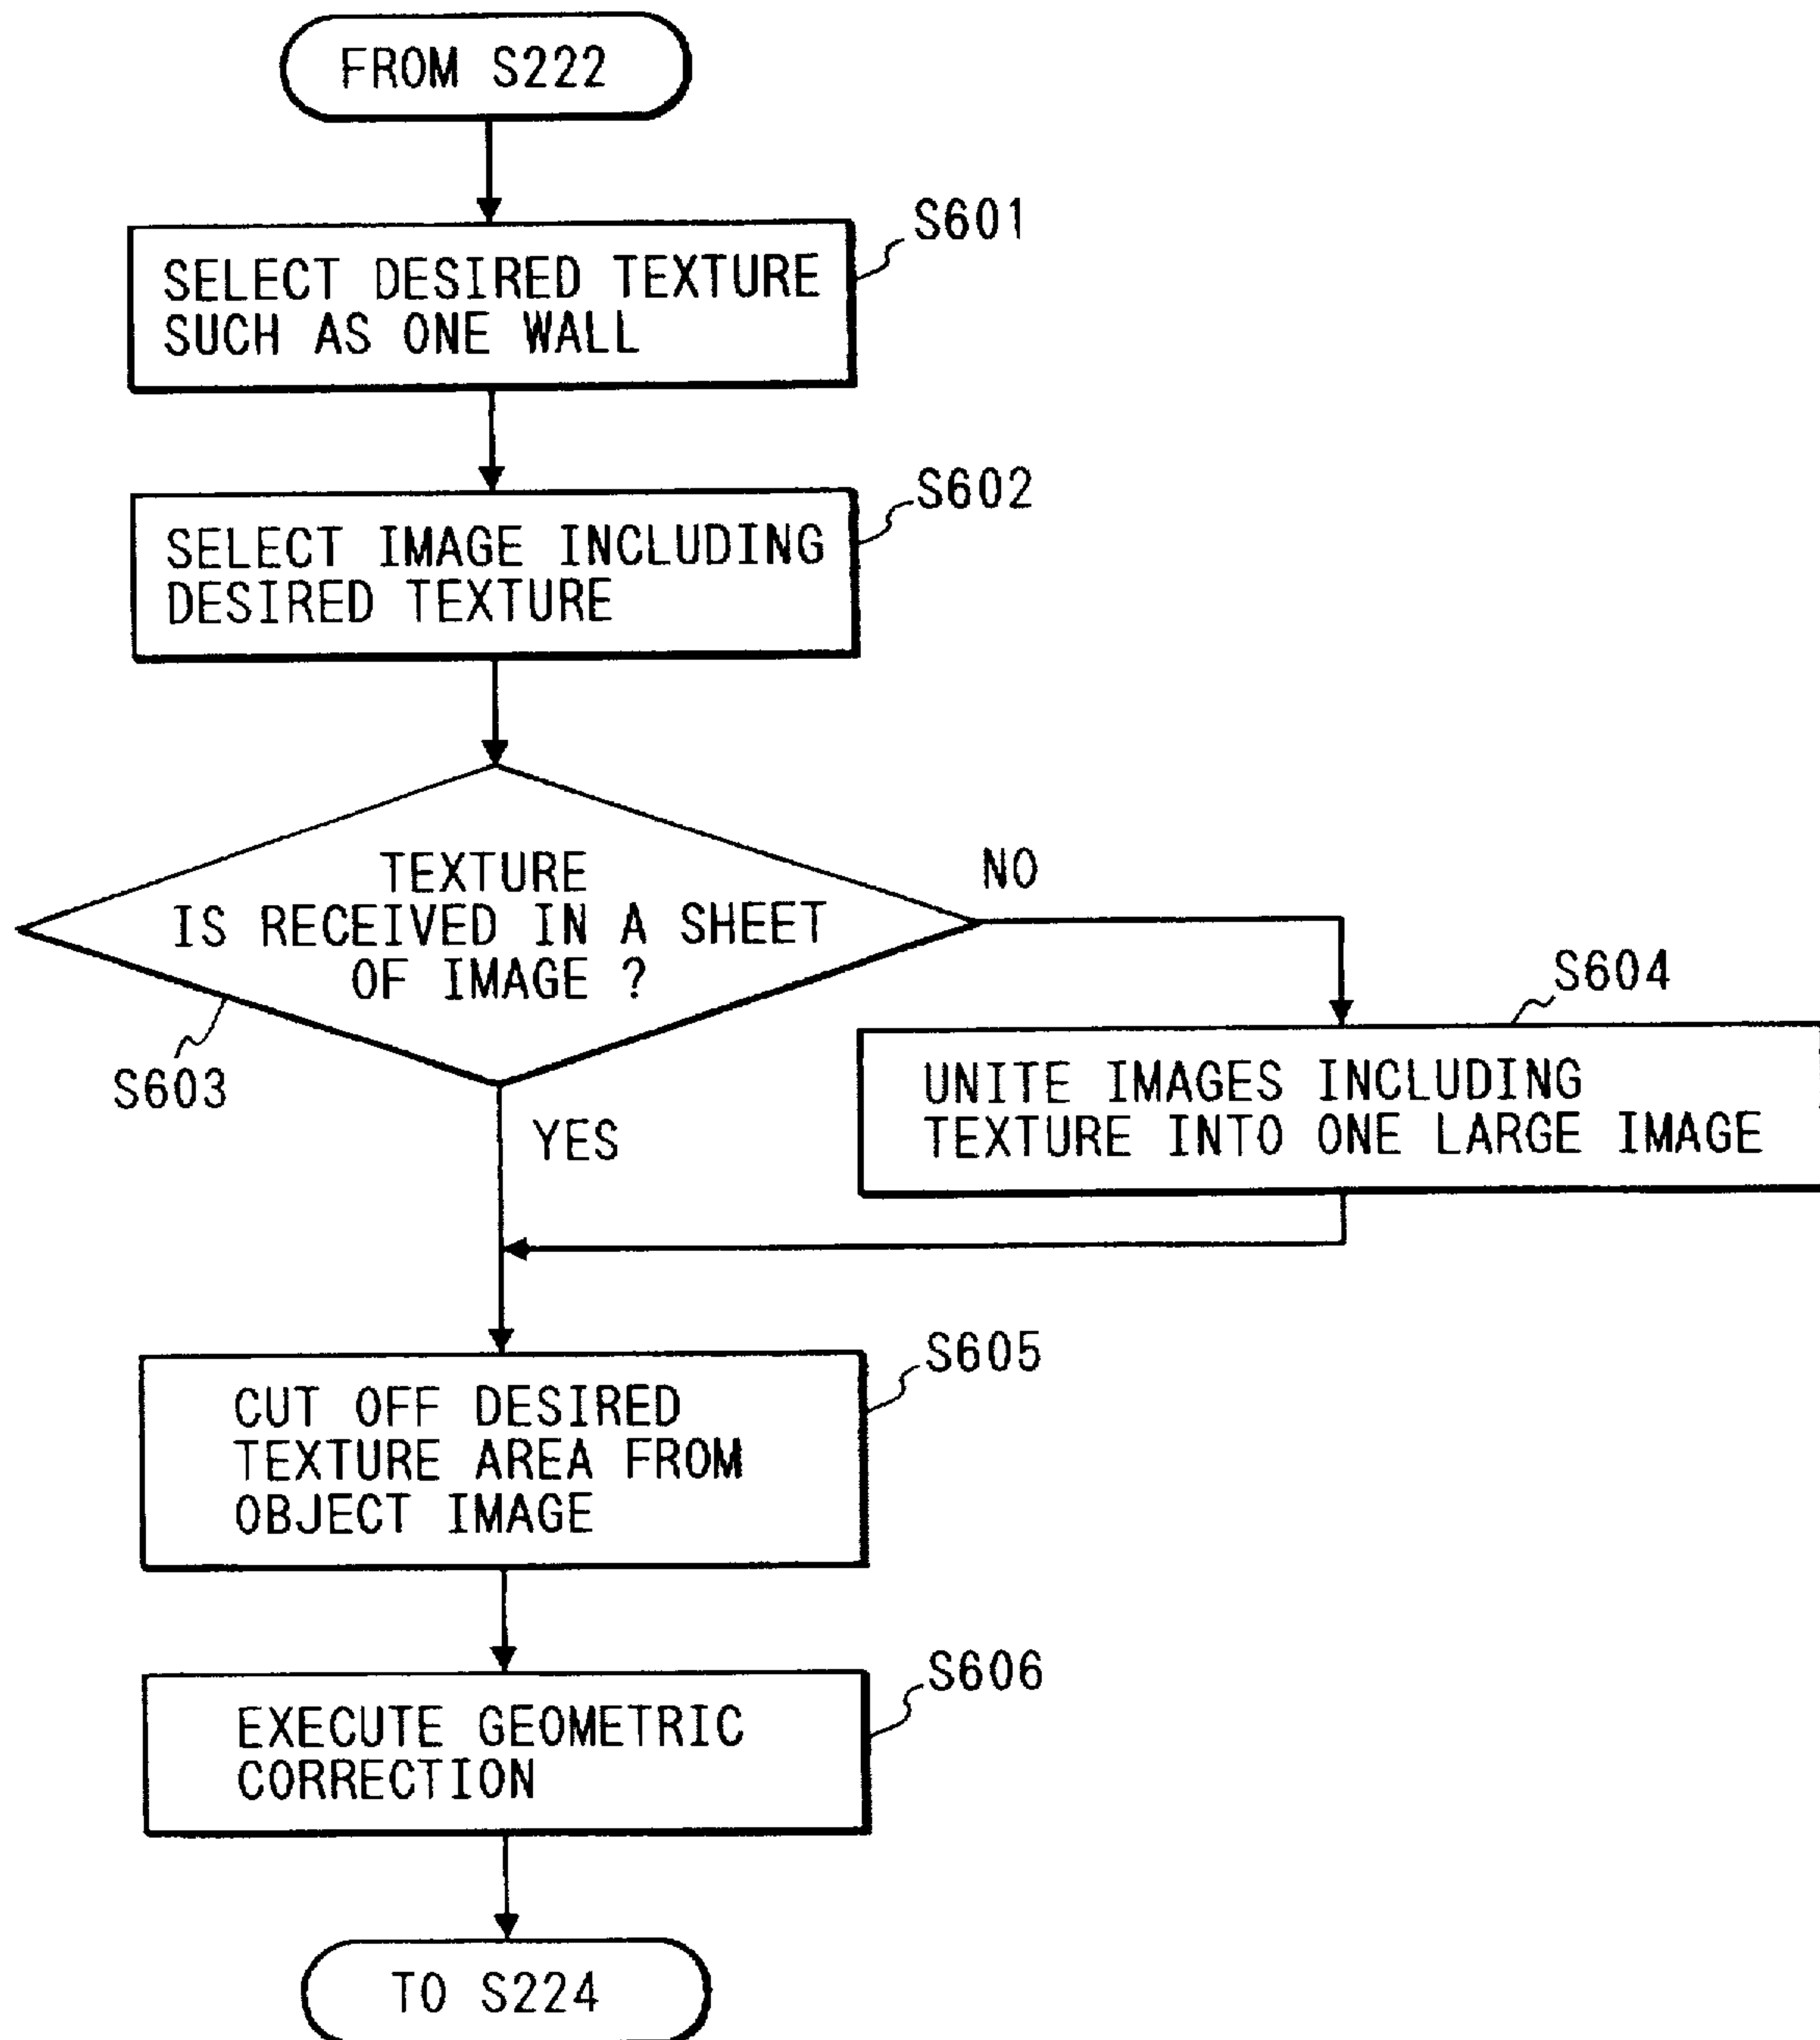 FROM S222
S601
SELECT DESIRED TEXTURE
SUCH AS ONE WALL
S602
SELECT IMAGE INCLUDING
DESIRED TEXTURE
TEXTURE
IS RECEIVED IN A SHEET
OF IMAGE ?
NO
S603
YES
S604
UNITE IMAGES INCLUDING
TEXTURE INTO ONE LARGE IMAGE
S605
CUT OFF DESIRED
TEXTURE AREA FROM
OBJECT IMAGE
S606
EXECUTE GEOMETRIC
CORRECTION
TO S224